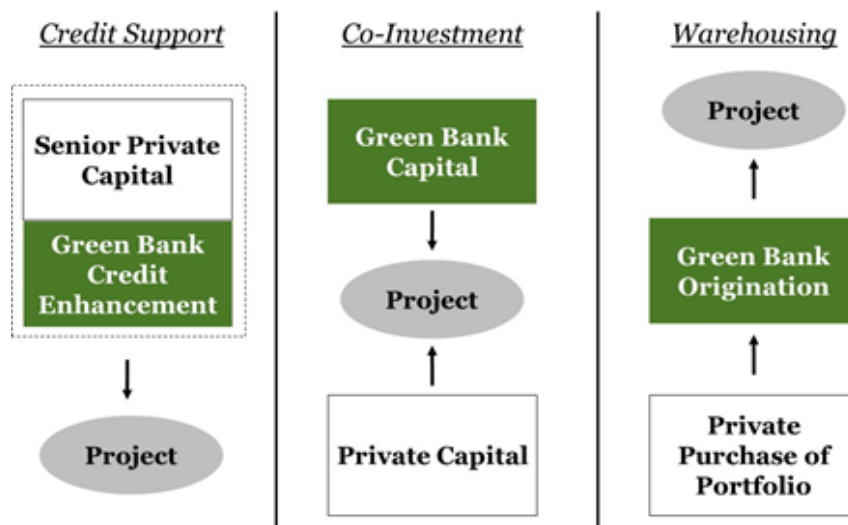 Credit Support
Senior Private
Capital
Green Bank
Credit
Enhancement
Project
Co-Investment
Green Bank
Capital
Project
Private Capital
Warehousing
Project
Green Bank
Origination
Private
Purchase of
Portfolio